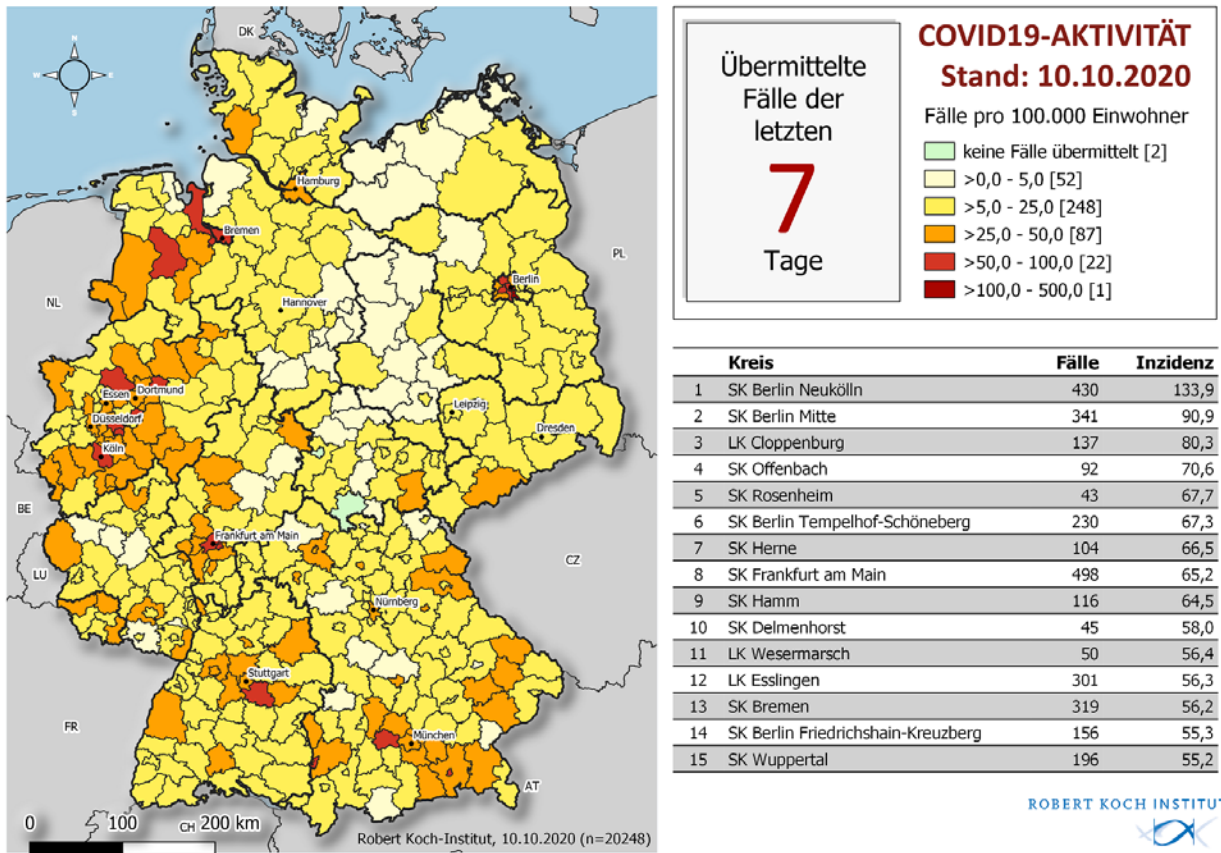 DK
N
W
E
S
Hamburg
Bremen
PL
Berlin
NL
Hannover
Essen
Dortmund
Düsseldorf
Leipzig
Dresden
Köln
BE
Frankfurt am Main
CZ
LU
Nürnberg
Stuttgart
FR
München
AT
CH
0 100 200 km
Robert Koch-Institut, 10.10.2020 (n=20248)
Übermittelte
Fälle der
letzten
7
Tage
COVID19-AKTIVITÄT
Stand: 10.10.2020
Fälle pro 100.000 Einwohner
keine Fälle übermittelt [2]
>0,0 - 5,0 [52]
>5,0 - 25,0 [248]
>25,0 - 50,0 [87]
>50,0 - 100,0 [22]
>100,0 - 500,0 [1]
Kreis Fälle Inzidenz
1 SK Berlin Neukölln 430 133,9
2 SK Berlin Mitte 341 90,9
3 LK Cloppenburg 137 80,3
4 SK Offenbach 92 70,6
5 SK Rosenheim 43 67,7
6 SK Berlin Tempelhof-Schöneberg 230 67,3
7 SK Herne 104 66,5
8 SK Frankfurt am Main 498 65,2
9 SK Hamm 116 64,5
10 SK Delmenhorst 45 58,0
11 LK Wesermarsch 50 56,4
12 LK Esslingen 301 56,3
13 SK Bremen 319 56,2
14 SK Berlin Friedrichshain-Kreuzberg 156 55,3
15 SK Wuppertal 196 55,2
ROBERT KOCH INSTITUT